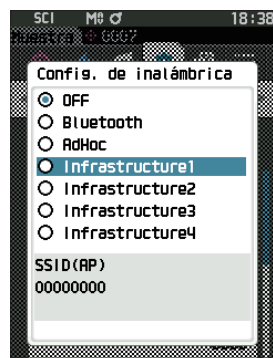 SCI M0 18:38
Muestra 0007
Config. de inalámbrica
OFF
Bluetooth
AdHoc
Infrastructure1
Infrastructure2
Infrastructure3
Infrastructure4
SSID(AP)
00000000